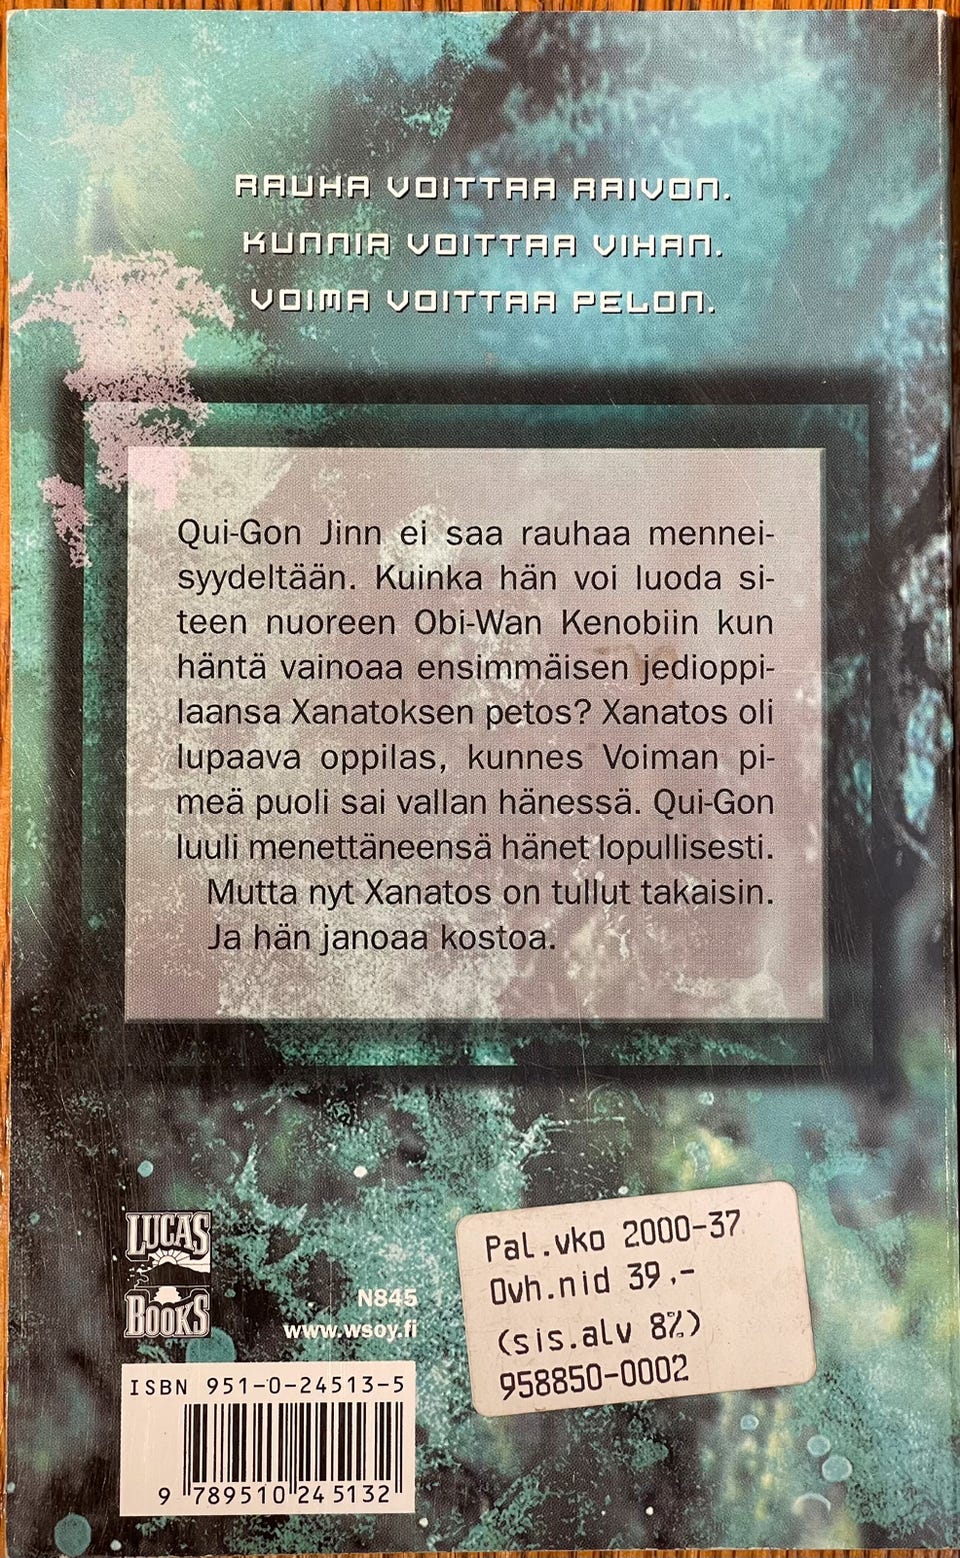 RAUHA VOITTAA RAIVON.
KUNNIA VOITTAA VIHAN.
VOIMA VOITTAA PELON.
Qui-Gon Jinn ei saa rauhaa mennei-
syydeltään. Kuinka hän voi luoda si-
teen nuoreen Obi-Wan Kenobiin kun
häntä vainoaa ensimmäisen jedioppi-
laansa Xanatoksen petos? Xanatos oli
lupaava oppilas, kunnes Voiman pi-
meä puoli sai vallan hänessä. Qui-Gon
luuli menettäneensä hänet lopullisesti.
Mutta nyt Xanatos on tullut takaisin.
Ja hän janoaa kostoa.
LUCAS
BOOKS
N845
www.wsoy.fi
ISBN 951-0-24513-5
9 789510 245132
Pal.vko 2000-37
Ovh.nid 39,-
(sis.alv 8%)
958850-0002